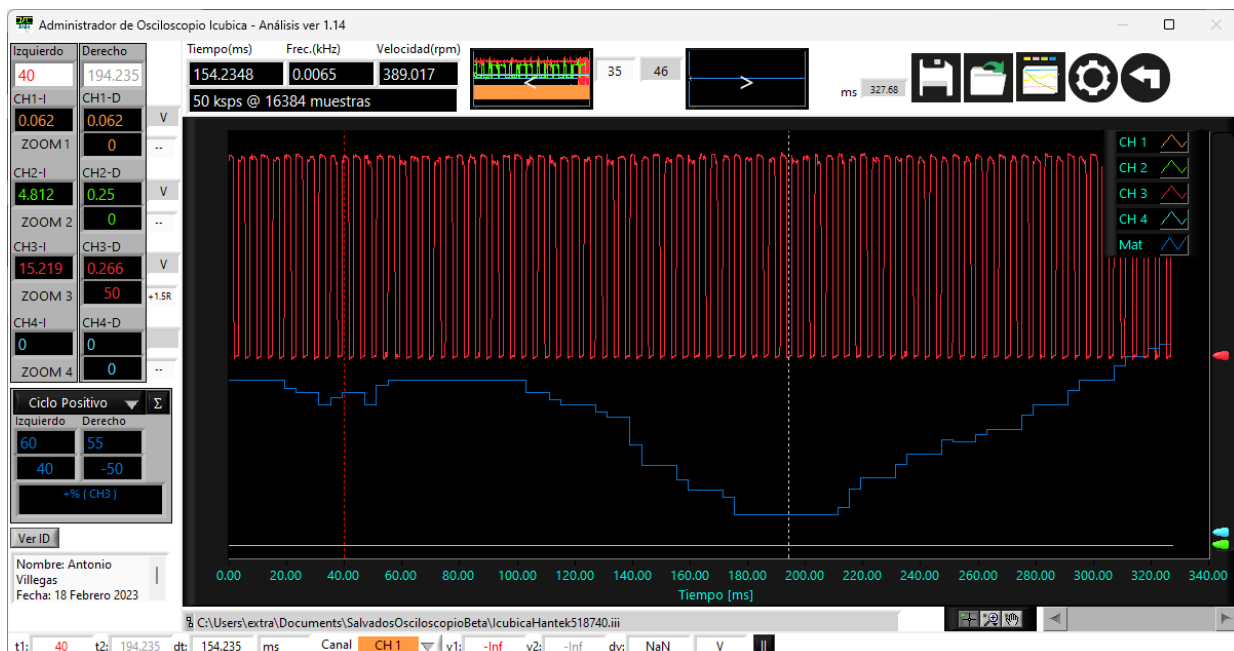 Administrador de Osciloscopio Icubica - Análisis ver 1.14
Izquierdo Derecho Tiempo(ms) Frec.(kHz) Velocidad(rpm)
40 194.235 154.2348 0.0065 389.017 35 46
50 ksps @ 16384 muestras ms 327.68
< >
CH1-I CH1-D
0.062 0.062 V
ZOOM 1 0 --
CH2-I CH2-D
4.812 0.25 V
ZOOM 2 0 --
CH3-I CH3-D
15.219 0.266 V
ZOOM 3 50 +1.5R
CH4-I CH4-D
0 0
ZOOM 4 0 --
CH 1
CH 2
CH 3
CH 4
Mat
Ciclo Positivo Σ
Izquierdo Derecho
60 55
40 -50
+% ( CH3 )
Ver ID
Nombre: Antonio
Villegas
Fecha: 18 Febrero 2023
0.00 20.00 40.00 60.00 80.00 100.00 120.00 140.00 160.00 180.00 200.00 220.00 240.00 260.00 280.00 300.00 320.00 340.00
Tiempo [ms]
C:\Users\extra\Documents\SalvadosOsciloscopioBeta\IcubicaHantek518740.iii
t1: 40 t2: 194.235 dt: 154.235 ms Canal CH 1 v1: -Inf v2: -Inf dv: NaN V